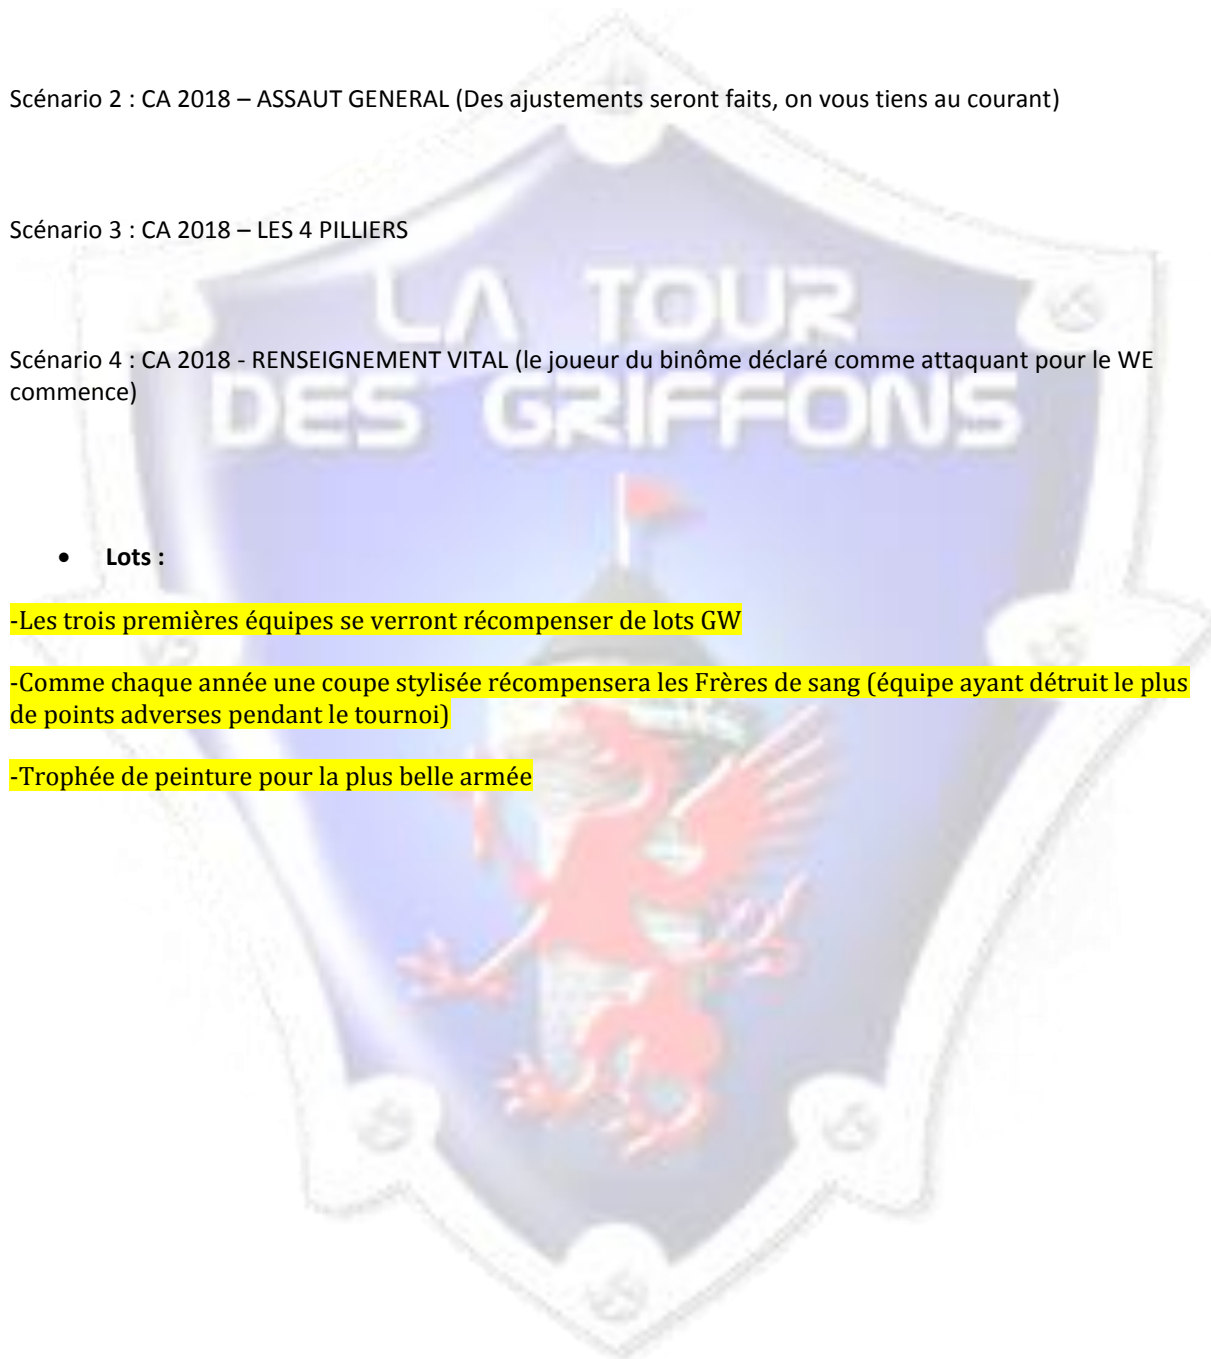 Scénario 2 : CA 2018 – ASSAUT GENERAL (Des ajustements seront faits, on vous tiens au courant)
Scénario 3 : CA 2018 – LES 4 PILLIERS
LA TOUR
Scénario 4 : CA 2018 - RENSEIGNEMENT VITAL (le joueur du binôme déclaré comme attaquant pour le WE
commence)
DES GRIFFONS
• Lots :
-Les trois premières équipes se verront récompenser de lots GW
-Comme chaque année une coupe stylisée récompensera les Frères de sang (équipe ayant détruit le plus
de points adverses pendant le tournoi)
-Trophée de peinture pour la plus belle armée